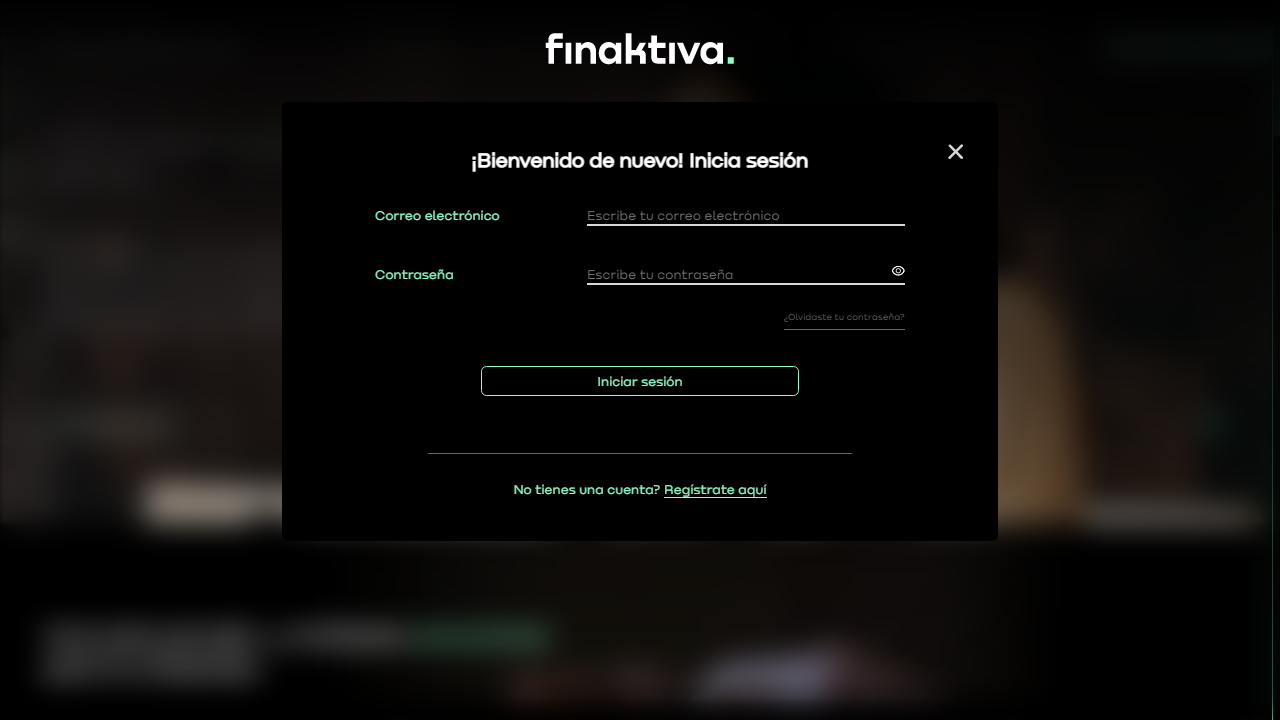 finaktiva.
¡Bienvenido de nuevo! Inicia sesión
Correo electrónico
Escribe tu correo electrónico
Contraseña
Escribe tu contraseña
¿Olvidaste tu contraseña?
Iniciar sesión
No tienes una cuenta? Regístrate aquí